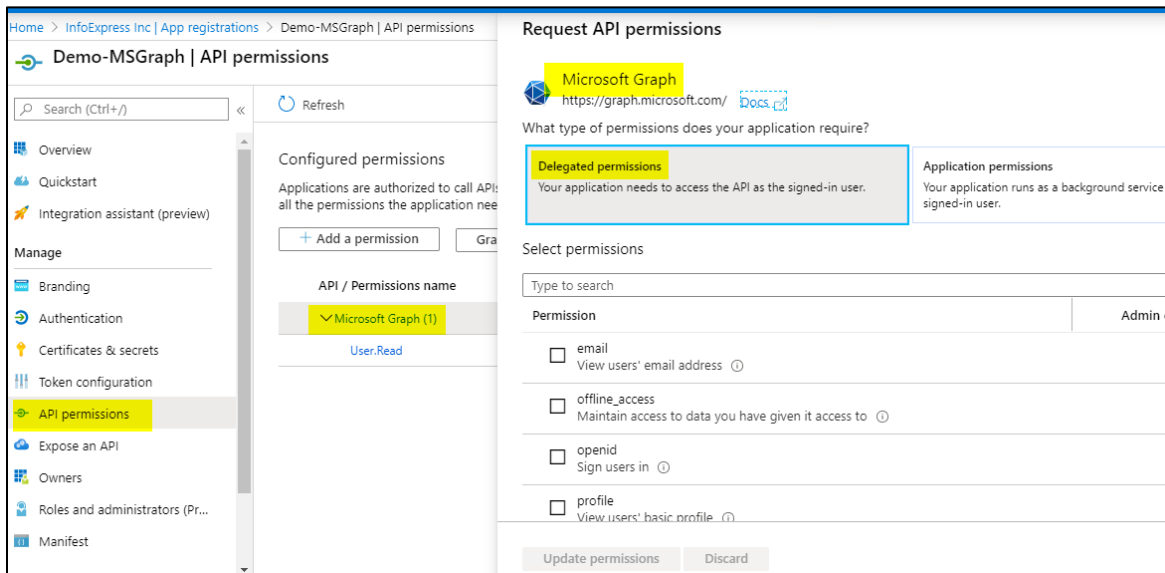 Home > InfoExpress Inc | App registrations > Demo-MSGraph | API permissions
Demo-MSGraph | API permissions
Search (Ctrl+/)
«
Overview
Quickstart
Integration assistant (preview)
Manage
Branding
Authentication
Certificates & secrets
Token configuration
API permissions
Expose an API
Owners
Roles and administrators (Pr...
Manifest
Refresh
Configured permissions
Applications are authorized to call APIs
all the permissions the application nee
+ Add a permission
Gra
API / Permissions name
Microsoft Graph (1)
User.Read
Request API permissions
Microsoft Graph
https://graph.microsoft.com/ Docs
What type of permissions does your application require?
Delegated permissions
Your application needs to access the API as the signed-in user.
Application permissions
Your application runs as a background service
signed-in user.
Select permissions
Type to search
Permission
Admin
email
View users' email address
offline_access
Maintain access to data you have given it access to
openid
Sign users in
profile
View users' basic profile
Update permissions
Discard